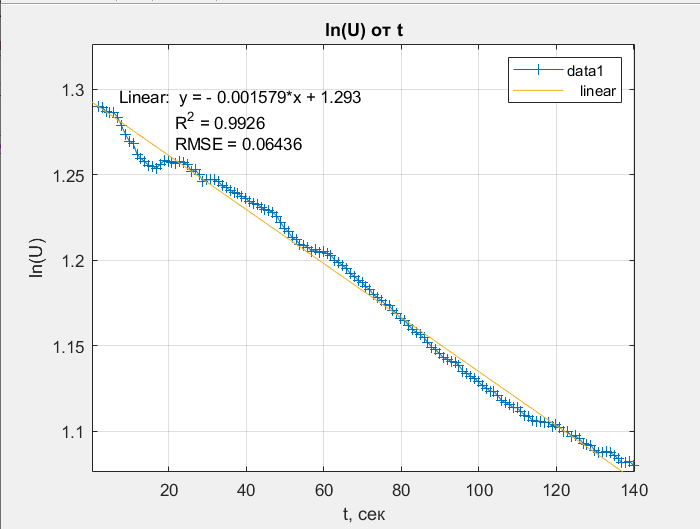 ln(U) от t
data1
linear
Linear: y = - 0.001579*x + 1.293
R² = 0.9926
RMSE = 0.06436
1.3
1.25
1.2
1.15
1.1
ln(U)
20 40 60 80 100 120 140
t, сек